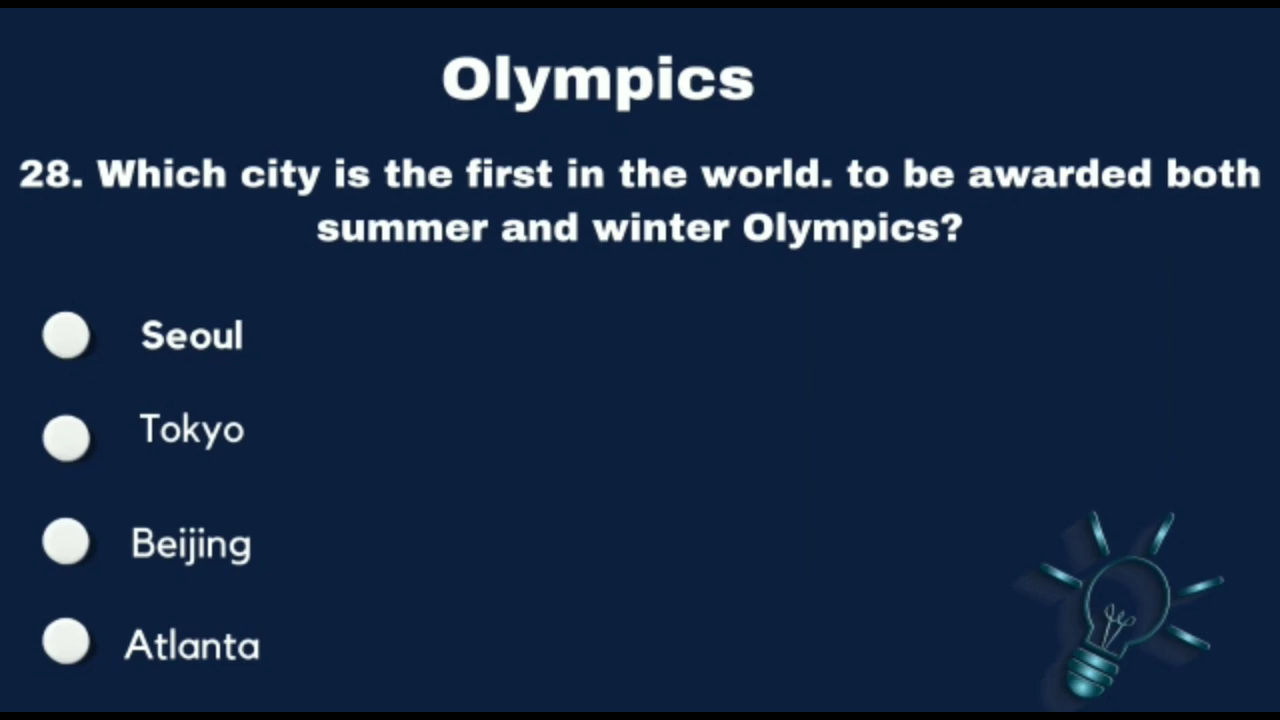 Olympics
28. Which city is the first in the world. to be awarded both
summer and winter Olympics?
Seoul
Tokyo
Beijing
Atlanta